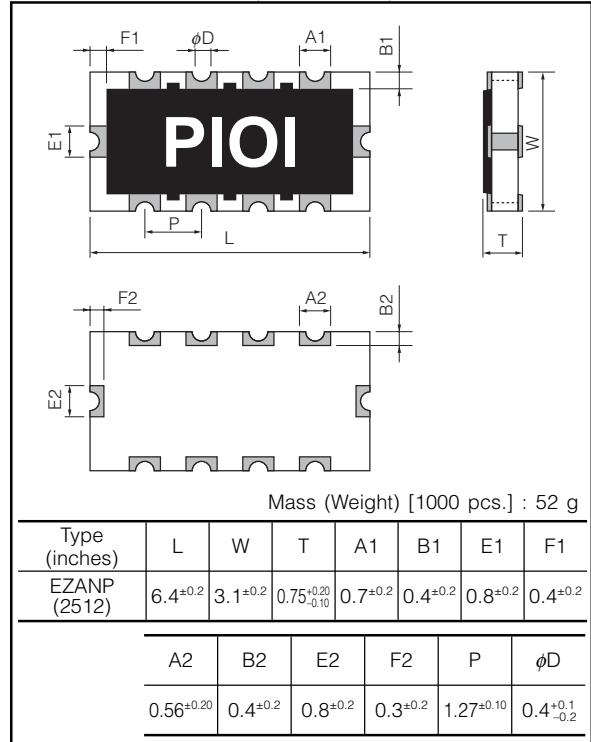 F1 φD A1 B1
E1
PIOI
W
P
L
T
F2 A2 B2
E2
Mass (Weight) [1000 pcs.] : 52 g
Type (inches) L W T A1 B1 E1 F1
EZANP (2512) 6.4±0.2 3.1±0.2 0.75+0.20 −0.10 0.7±0.2 0.4±0.2 0.8±0.2 0.4±0.2
A2 B2 E2 F2 P φD
0.56±0.20 0.4±0.2 0.8±0.2 0.3±0.2 1.27±0.10 0.4+0.1 −0.2